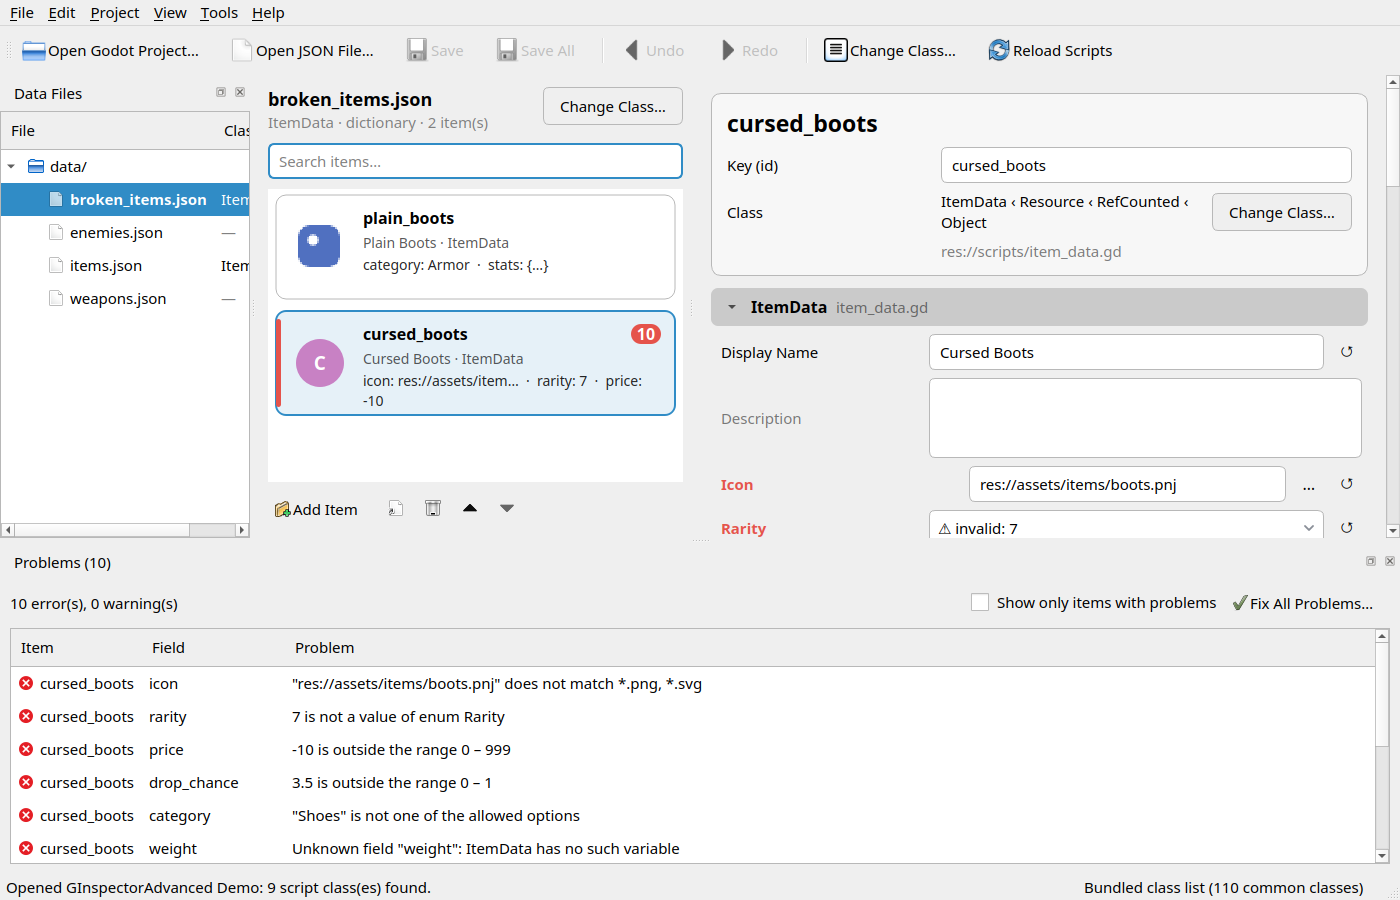 File Edit Project View Tools Help
Open Godot Project... Open JSON File... Save Save All Undo Redo Change Class... Reload Scripts
Data Files
File Clas
data/
broken_items.json Item
enemies.json —
items.json Item
weapons.json —
broken_items.json
ItemData · dictionary · 2 item(s)
Change Class...
Search items...
plain_boots
Plain Boots · ItemData
category: Armor · stats: {...}
C
cursed_boots 10
Cursed Boots · ItemData
icon: res://assets/item... · rarity: 7 · price:
-10
Add Item
cursed_boots
Key (id) cursed_boots
Class
ItemData ‹ Resource ‹ RefCounted ‹
Object
Change Class...
res://scripts/item_data.gd
ItemData item_data.gd
Display Name Cursed Boots
Description
Icon res://assets/items/boots.pnj ...
Rarity ⚠ invalid: 7
Problems (10)
10 error(s), 0 warning(s)
Show only items with problems Fix All Problems...
Item Field Problem
cursed_boots icon "res://assets/items/boots.pnj" does not match *.png, *.svg
cursed_boots rarity 7 is not a value of enum Rarity
cursed_boots price -10 is outside the range 0 – 999
cursed_boots drop_chance 3.5 is outside the range 0 – 1
cursed_boots category "Shoes" is not one of the allowed options
cursed_boots weight Unknown field "weight": ItemData has no such variable
Opened GInspectorAdvanced Demo: 9 script class(es) found.
Bundled class list (110 common classes)